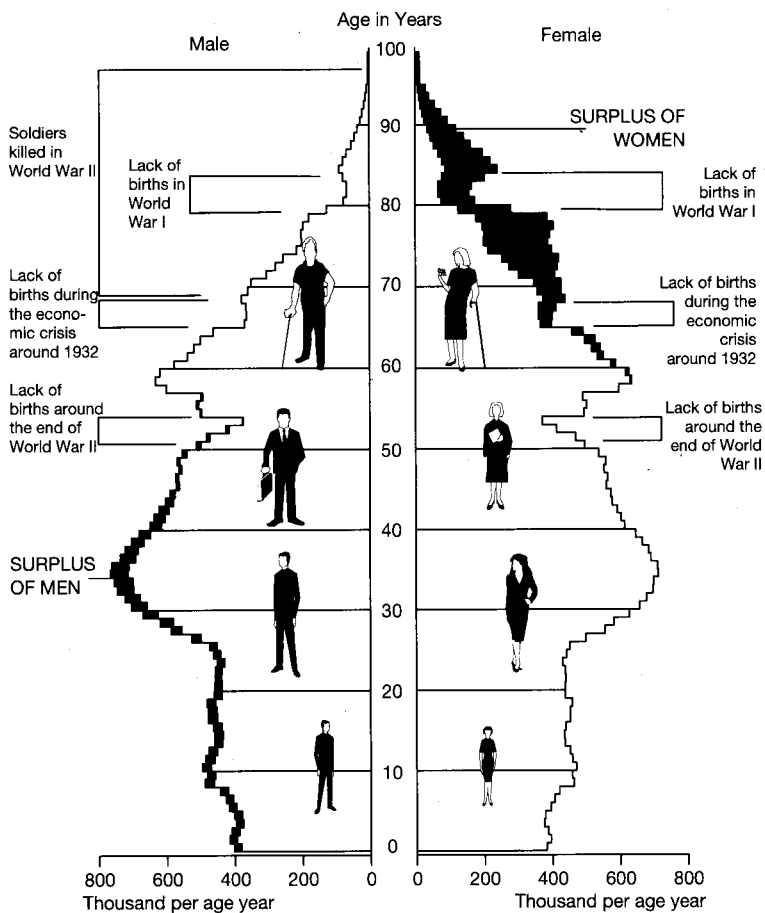 Age in Years
Male
Female
100
90
80
70
60
50
40
30
20
10
0
Soldiers
killed in
World War II
Lack of
births in
World
War I
Lack of
births during
the econo-
mic crisis
around 1932
Lack of
births around
the end of
World War II
SURPLUS
OF MEN
SURPLUS OF
WOMEN
Lack of
births in
World War I
Lack of births
during the
economic
crisis
around 1932
Lack of births
around the
end of World
War II
800 600 400 200 0
0 200 400 600 800
Thousand per age year
Thousand per age year